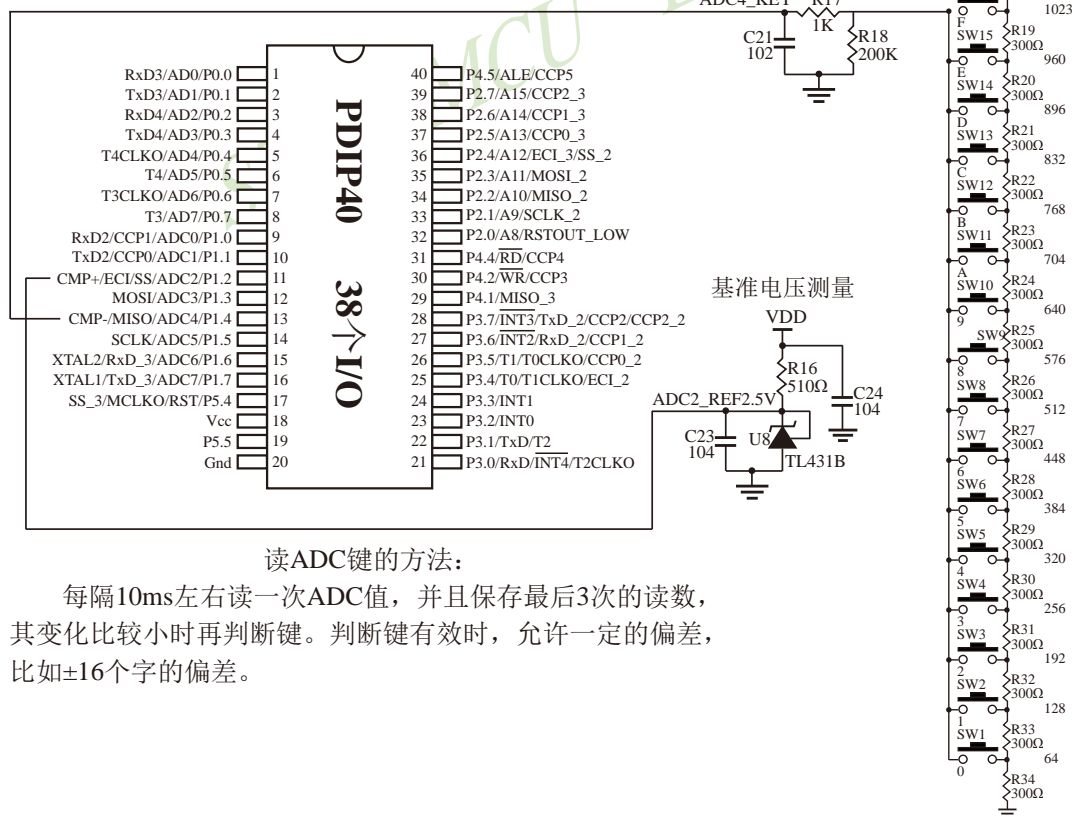 ADC4_KEY R17
1K
C21
102
R18
200K
RxD3/AD0/P0.0 1
TxD3/AD1/P0.1 2
RxD4/AD2/P0.2 3
TxD4/AD3/P0.3 4
T4CLKO/AD4/P0.4 5
T4/AD5/P0.5 6
T3CLKO/AD6/P0.6 7
T3/AD7/P0.7 8
RxD2/CCP1/ADC0/P1.0 9
TxD2/CCP0/ADC1/P1.1 10
CMP+/ECI/SS/ADC2/P1.2 11
MOSI/ADC3/P1.3 12
CMP-/MISO/ADC4/P1.4 13
SCLK/ADC5/P1.5 14
XTAL2/RxD_3/ADC6/P1.6 15
XTAL1/TxD_3/ADC7/P1.7 16
SS_3/MCLKO/RST/P5.4 17
Vcc 18
P5.5 19
Gnd 20
PDIP40 38个I/O
40 P4.5/ALE/CCP5
39 P2.7/A15/CCP2_3
38 P2.6/A14/CCP1_3
37 P2.5/A13/CCP0_3
36 P2.4/A12/ECI_3/SS_2
35 P2.3/A11/MOSI_2
34 P2.2/A10/MISO_2
33 P2.1/A9/SCLK_2
32 P2.0/A8/RSTOUT_LOW
31 P4.4/RD/CCP4
30 P4.2/WR/CCP3
29 P4.1/MISO_3
28 P3.7/INT3/TxD_2/CCP2/CCP2_2
27 P3.6/INT2/RxD_2/CCP1_2
26 P3.5/T1/T0CLKO/CCP0_2
25 P3.4/T0/T1CLKO/ECI_2
24 P3.3/INT1
23 P3.2/INT0
22 P3.1/TxD/T2
21 P3.0/RxD/INT4/T2CLKO
MCU
基准电压测量
VDD
R16
510Ω
C24
104
ADC2_REF2.5V
C23
104
U8
TL431B
读ADC键的方法：
每隔10ms左右读一次ADC值，并且保存最后3次的读数，
其变化比较小时再判断键。判断键有效时，允许一定的偏差，
比如±16个字的偏差。
1023
F
SW15
R19
300Ω
960
E
SW14
R20
300Ω
896
D
SW13
R21
300Ω
832
C
SW12
R22
300Ω
768
B
SW11
R23
300Ω
704
A
SW10
R24
300Ω
640
9
SW9
R25
300Ω
576
8
SW8
R26
300Ω
512
7
SW7
R27
300Ω
448
6
SW6
R28
300Ω
384
5
SW5
R29
300Ω
320
4
SW4
R30
300Ω
256
3
SW3
R31
300Ω
192
2
SW2
R32
300Ω
128
1
SW1
R33
300Ω
64
0
R34
300Ω